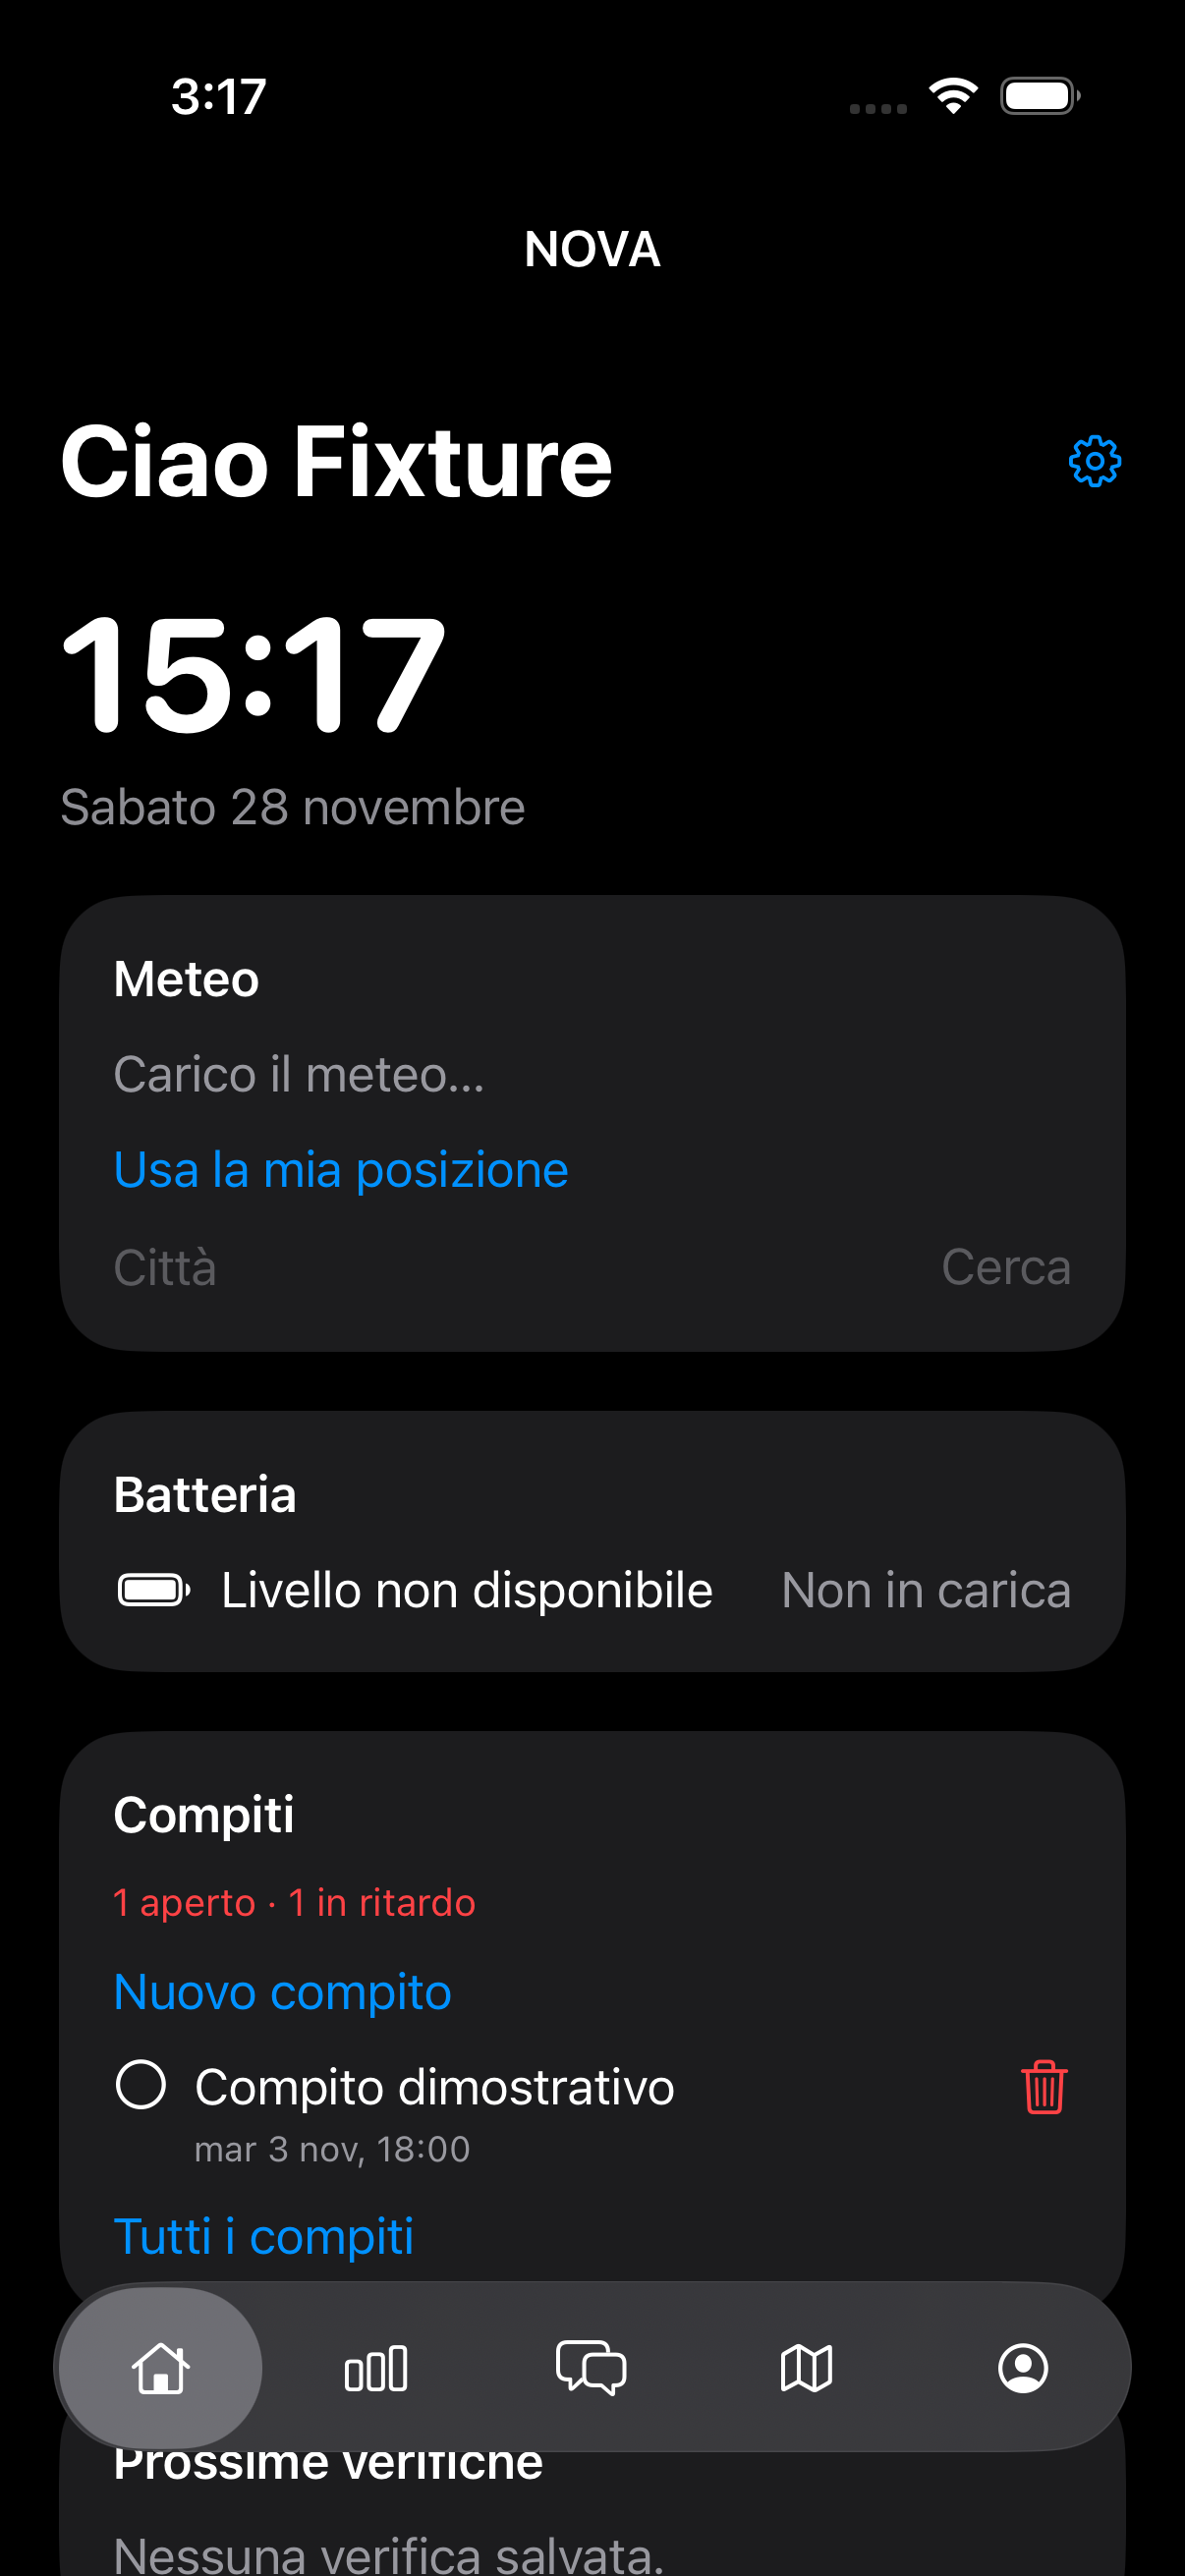 3:17
NOVA
Ciao Fixture
15:17
Sabato 28 novembre
Meteo
Carico il meteo...
Usa la mia posizione
Città Cerca
Batteria
Livello non disponibile Non in carica
Compiti
1 aperto · 1 in ritardo
Nuovo compito
Compito dimostrativo
mar 3 nov, 18:00
Tutti i compiti
Prossime verifiche
Nessuna verifica salvata.